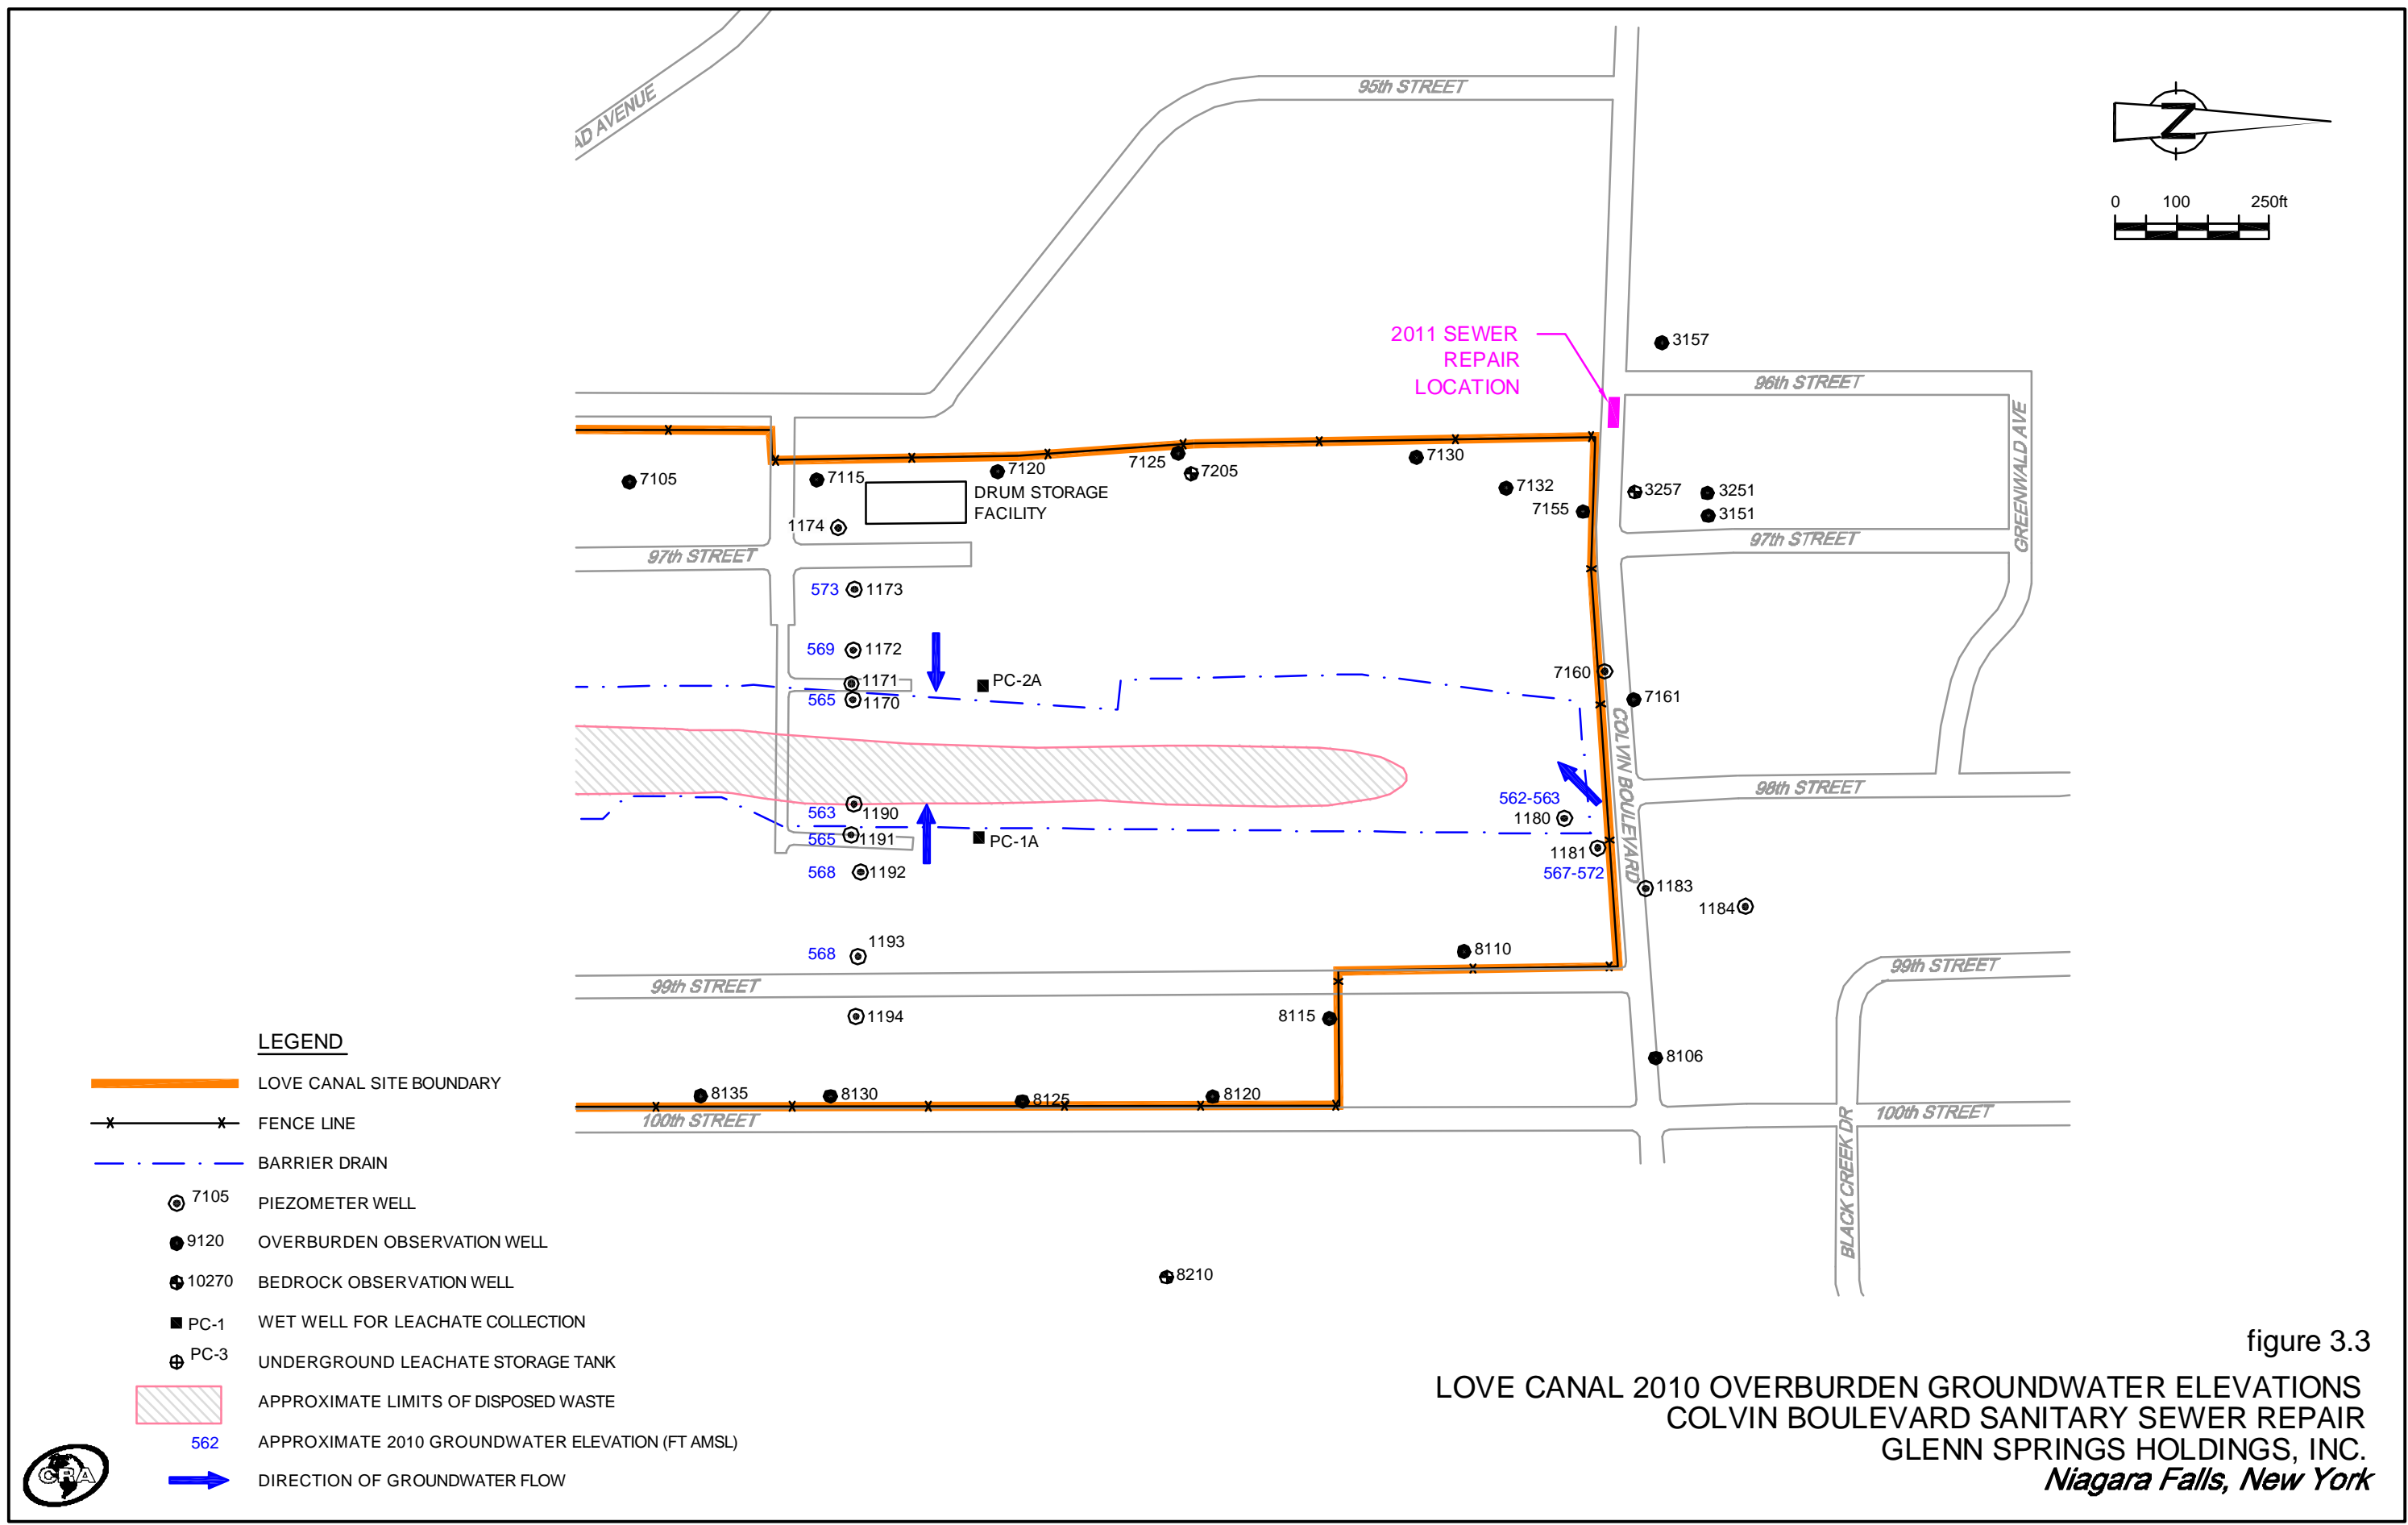 95th STREET
AD AVENUE
Z
0 100 250ft
2011 SEWER
REPAIR
LOCATION
3157
96th STREET
GREENWALD AVE
7105
7115
7120
7125
7205
7130
7132
7155
3257
3251
3151
DRUM STORAGE
FACILITY
1174
97th STREET
97th STREET
573 1173
569 1172
1171
565 1170
PC-2A
7160
7161
COLVIN BOULEVARD
98th STREET
562-563
1180
1181
567-572
563 1190
565 1191
PC-1A
568 1192
1183
1184
568 1193
8110
99th STREET
99th STREET
1194
8115
8106
8135
8130
8125
8120
100th STREET
100th STREET
BLACK CREEK DR
8210
LEGEND
LOVE CANAL SITE BOUNDARY
FENCE LINE
BARRIER DRAIN
7105 PIEZOMETER WELL
9120 OVERBURDEN OBSERVATION WELL
10270 BEDROCK OBSERVATION WELL
PC-1 WET WELL FOR LEACHATE COLLECTION
PC-3 UNDERGROUND LEACHATE STORAGE TANK
APPROXIMATE LIMITS OF DISPOSED WASTE
562 APPROXIMATE 2010 GROUNDWATER ELEVATION (FT AMSL)
DIRECTION OF GROUNDWATER FLOW
CRA
figure 3.3
LOVE CANAL 2010 OVERBURDEN GROUNDWATER ELEVATIONS
COLVIN BOULEVARD SANITARY SEWER REPAIR
GLENN SPRINGS HOLDINGS, INC.
Niagara Falls, New York